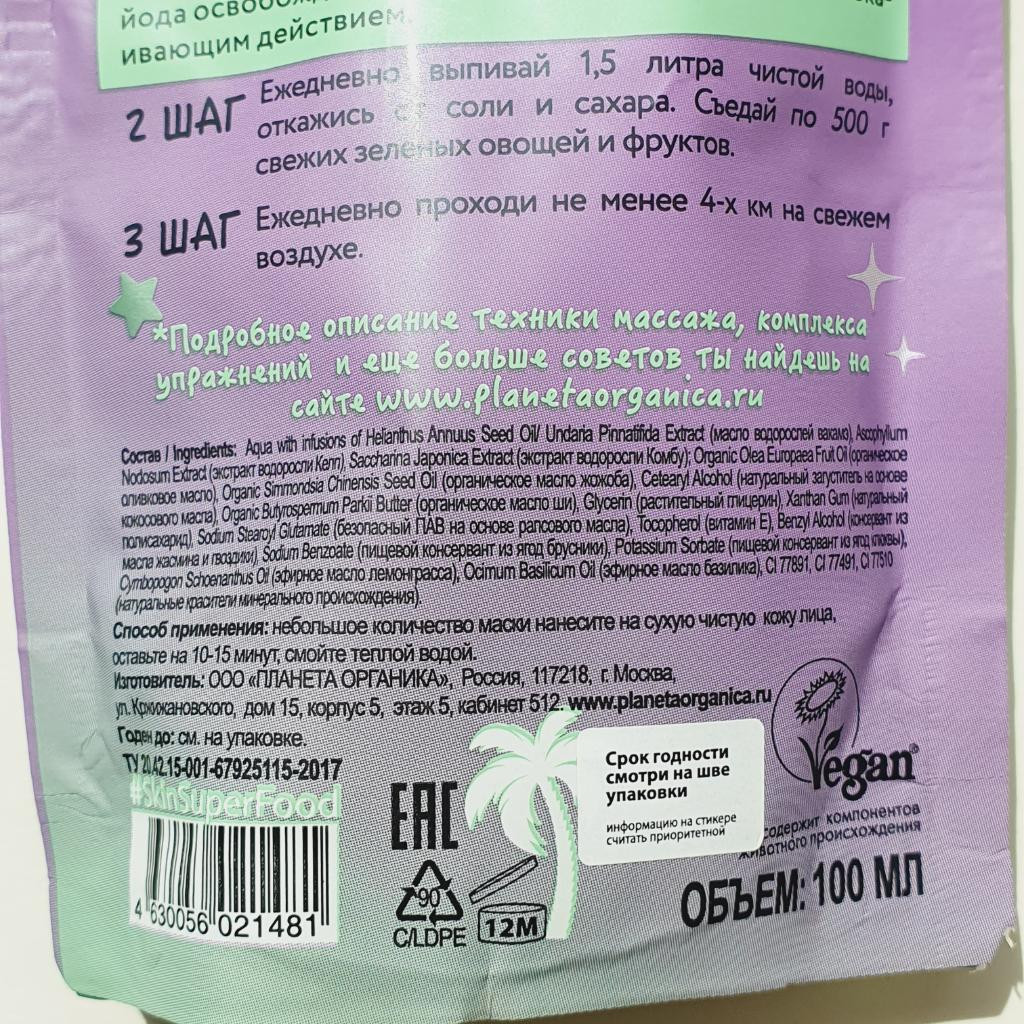 йода
ивающим действием.
2 ШАГ
Ежедневно выпивай 1,5 литра чистой воды,
откажись от соли и сахара. Съедай по 500 г
свежих зеленых овощей и фруктов.
3 ШАГ
Ежедневно проходи не менее 4-х км на свежем
воздухе.
*Подробное описание техники массажа, комплекса
упражнений и еще больше советов ты найдешь на
сайте www.planetaorganica.ru
Состав / Ingredients: Aqua with infusions of Helianthus Annuus Seed Oil/ Undaria Pinnatifida Extract (масло водорослей вакамэ), Ascophyllum
Nodosum Extract (экстракт водоросли Келп), Saccharina Japonica Extract (экстракт водоросли Комбу); Organic Olea Europaea Fruit Oil (органическое
оливковое масло), Organic Simmondsia Chinensis Seed Oil (органическое масло жожоба), Cetearyl Alcohol (натуральный загуститель на основе
кокосового масла), Organic Butyrospermum Parkii Butter (органическое масло ши), Glycerin (растительный глицерин), Xanthan Gum (натуральный
полисахарид), Sodium Stearoyl Glutamate (безопасный ПАВ на основе рапсового масла), Tocopherol (витамин Е), Benzyl Alcohol (консервант из
масла жасмина и гвоздики), Sodium Benzoate (пищевой консервант из ягод брусники), Potassium Sorbate (пищевой консервант из ягод клюквы),
Cymbopogon Schoenanthus Oil (эфирное масло лемонграсса), Ocimum Basilicum Oil (эфирное масло базилика), CI 77891, CI 77491, CI 77510
(натуральные красители минерального происхождения).
Способ применения: небольшое количество маски нанесите на сухую чистую кожу лица,
оставьте на 10-15 минут, смойте теплой водой.
Изготовитель: ООО «ПЛАНЕТА ОРГАНИКА», Россия, 117218, г. Москва,
ул. Кржижановского, дом 15, корпус 5, этаж 5, кабинет 512. www.planetaorganica.ru
Годен до: см. на упаковке.
ТУ 20.42.15-001-67925115-2017
#SkinSuperFood
4 630056 021481
EAC
90
C/LDPE
12M
Срок годности
смотри на шве
упаковки
информацию на стикере
считать приоритетной
Vegan®
содержит компонентов
животного происхождения
ОБЪЕМ: 100 МЛ